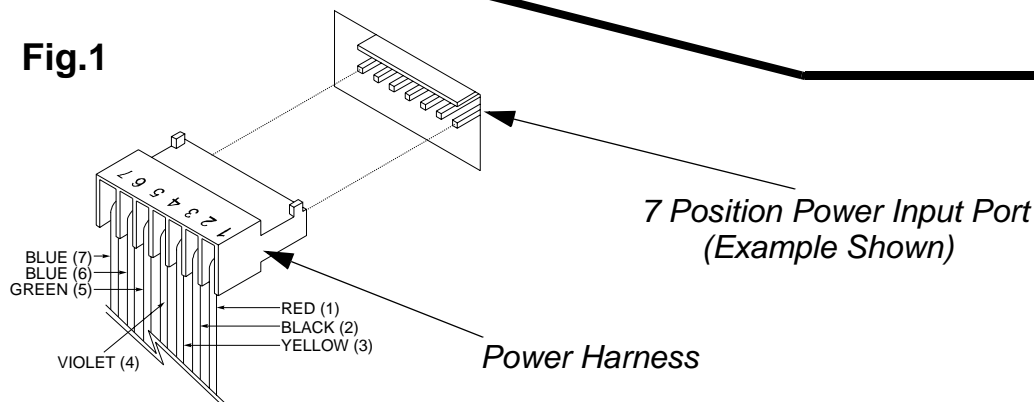 Fig.1
7 6 5 4 3 2 1
7 Position Power Input Port
(Example Shown)
BLUE (7)
BLUE (6)
GREEN (5)
VIOLET (4)
RED (1)
BLACK (2)
YELLOW (3)
Power Harness